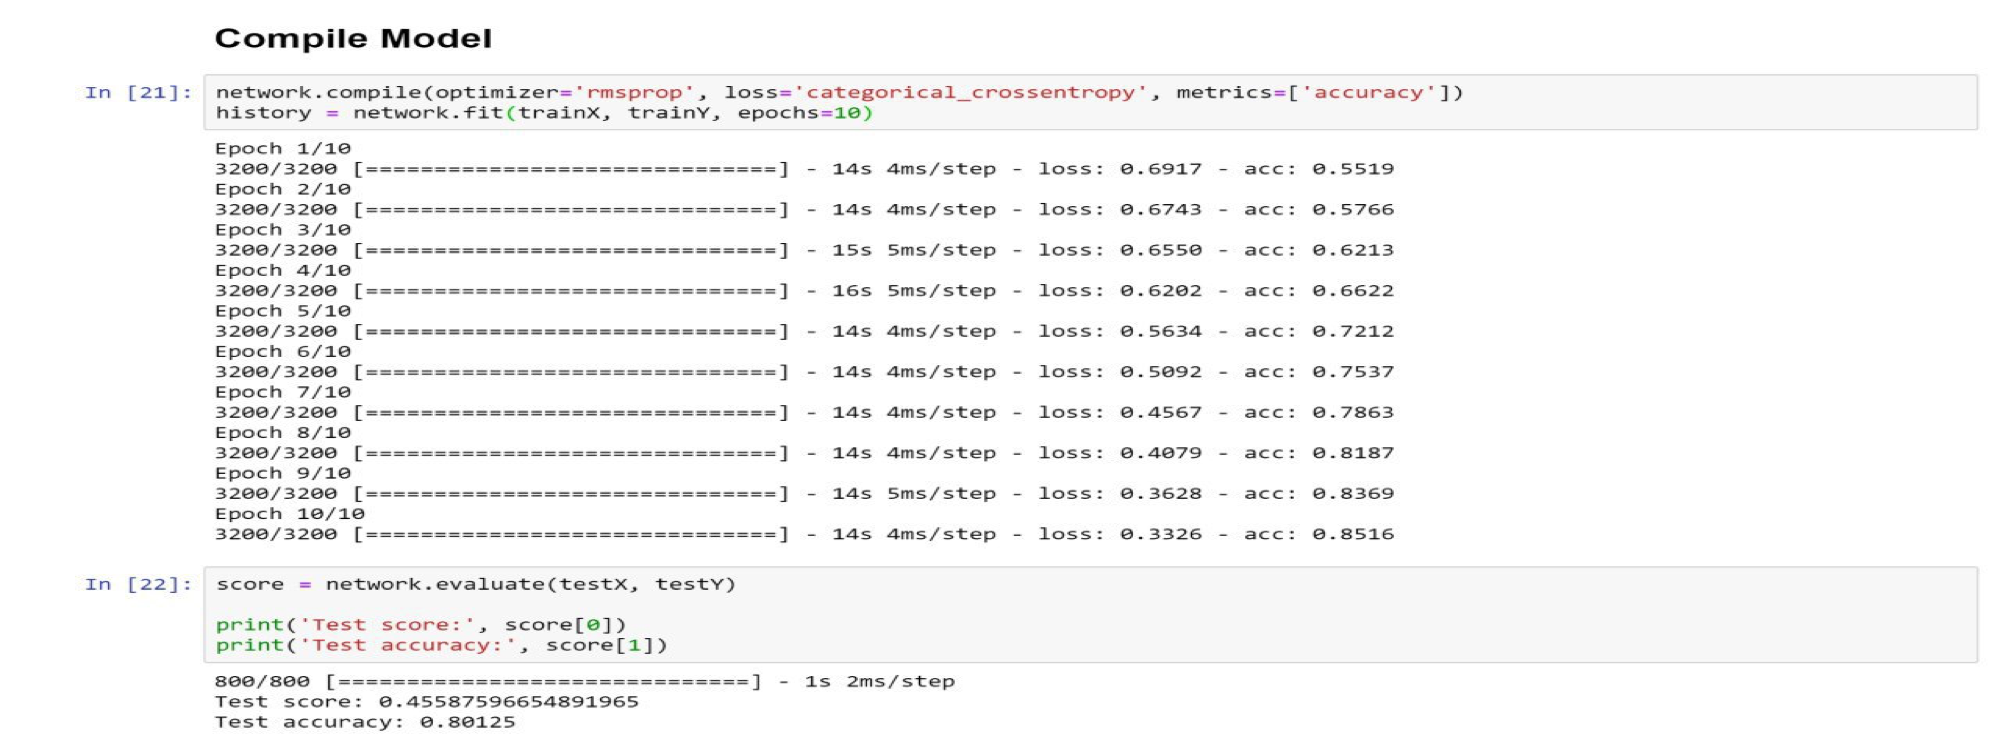 Compile Model
In [21]: network.compile(optimizer='rmsprop', loss='categorical_crossentropy', metrics=['accuracy'])
history = network.fit(trainX, trainY, epochs=10)
Epoch 1/10
3200/3200 [==============================] - 14s 4ms/step - loss: 0.6917 - acc: 0.5519
Epoch 2/10
3200/3200 [==============================] - 14s 4ms/step - loss: 0.6743 - acc: 0.5766
Epoch 3/10
3200/3200 [==============================] - 15s 5ms/step - loss: 0.6550 - acc: 0.6213
Epoch 4/10
3200/3200 [==============================] - 16s 5ms/step - loss: 0.6202 - acc: 0.6622
Epoch 5/10
3200/3200 [==============================] - 14s 4ms/step - loss: 0.5634 - acc: 0.7212
Epoch 6/10
3200/3200 [==============================] - 14s 4ms/step - loss: 0.5092 - acc: 0.7537
Epoch 7/10
3200/3200 [==============================] - 14s 4ms/step - loss: 0.4567 - acc: 0.7863
Epoch 8/10
3200/3200 [==============================] - 14s 4ms/step - loss: 0.4079 - acc: 0.8187
Epoch 9/10
3200/3200 [==============================] - 14s 5ms/step - loss: 0.3628 - acc: 0.8369
Epoch 10/10
3200/3200 [==============================] - 14s 4ms/step - loss: 0.3326 - acc: 0.8516
In [22]: score = network.evaluate(testX, testY)
print('Test score:', score[0])
print('Test accuracy:', score[1])
800/800 [==============================] - 1s 2ms/step
Test score: 0.45587596654891965
Test accuracy: 0.80125